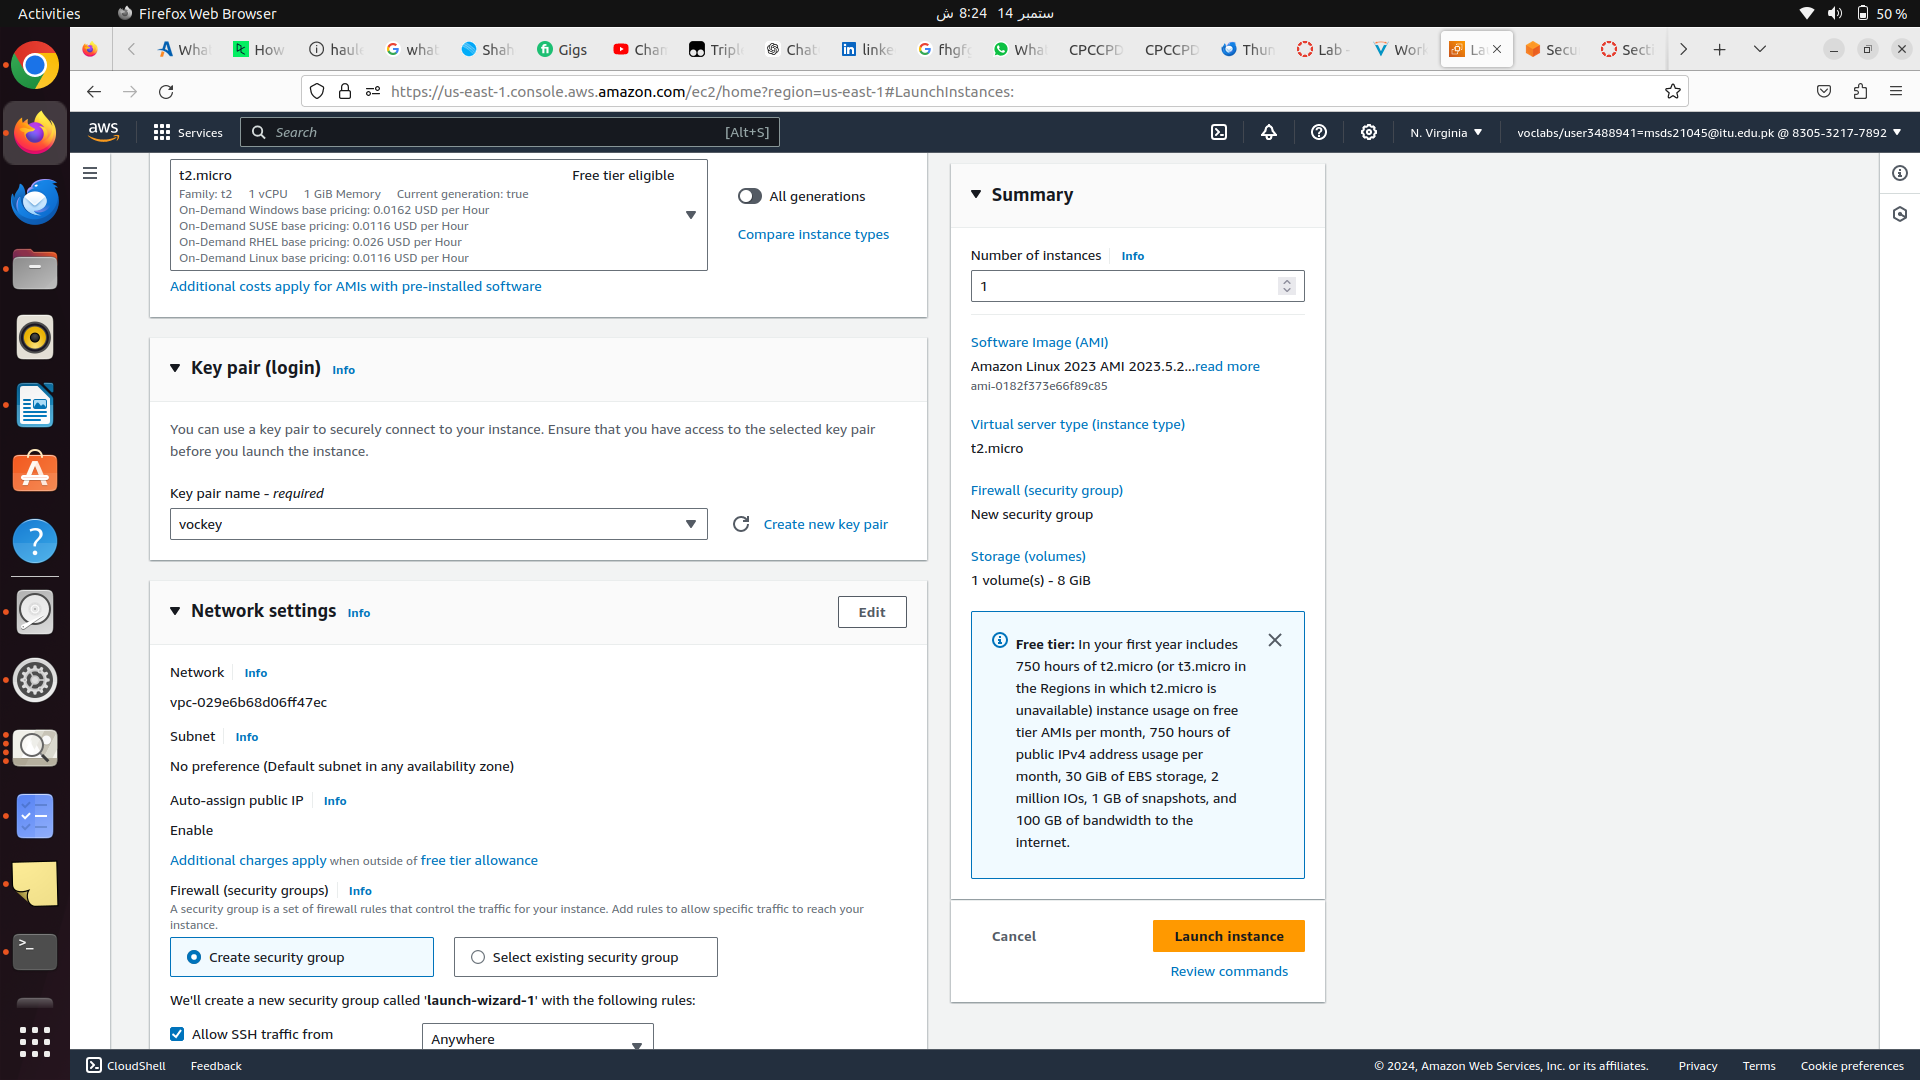 Activities
Firefox Web Browser
ستمبر 14  8:24 ش
50 %
What
How
haul
what
Shah
Gigs
Chan
Triple
Chat
linke
fhgfg
What
CPCCPD
CPCCPD
Thun
Lab -
Work
La
Secu
Secti
https://us-east-1.console.aws.amazon.com/ec2/home?region=us-east-1#LaunchInstances:
aws
Services
Search
[Alt+S]
N. Virginia
voclabs/user3488941=msds21045@itu.edu.pk @ 8305-3217-7892
t2.micro
Free tier eligible
Family: t2 1 vCPU 1 GiB Memory Current generation: true
On-Demand Windows base pricing: 0.0162 USD per Hour
On-Demand SUSE base pricing: 0.0116 USD per Hour
On-Demand RHEL base pricing: 0.026 USD per Hour
On-Demand Linux base pricing: 0.0116 USD per Hour
All generations
Compare instance types
Additional costs apply for AMIs with pre-installed software
Key pair (login) Info
You can use a key pair to securely connect to your instance. Ensure that you have access to the selected key pair
before you launch the instance.
Key pair name - required
vockey
Create new key pair
Network settings Info
Edit
Network Info
vpc-029e6b68d06ff47ec
Subnet Info
No preference (Default subnet in any availability zone)
Auto-assign public IP Info
Enable
Additional charges apply when outside of free tier allowance
Firewall (security groups) Info
A security group is a set of firewall rules that control the traffic for your instance. Add rules to allow specific traffic to reach your
instance.
Create security group
Select existing security group
We'll create a new security group called 'launch-wizard-1' with the following rules:
Allow SSH traffic from
Anywhere
Summary
Number of instances Info
1
Software Image (AMI)
Amazon Linux 2023 AMI 2023.5.2...read more
ami-0182f373e66f89c85
Virtual server type (instance type)
t2.micro
Firewall (security group)
New security group
Storage (volumes)
1 volume(s) - 8 GiB
Free tier: In your first year includes
750 hours of t2.micro (or t3.micro in
the Regions in which t2.micro is
unavailable) instance usage on free
tier AMIs per month, 750 hours of
public IPv4 address usage per
month, 30 GiB of EBS storage, 2
million IOs, 1 GB of snapshots, and
100 GB of bandwidth to the
internet.
Cancel
Launch instance
Review commands
CloudShell
Feedback
© 2024, Amazon Web Services, Inc. or its affiliates.
Privacy
Terms
Cookie preferences